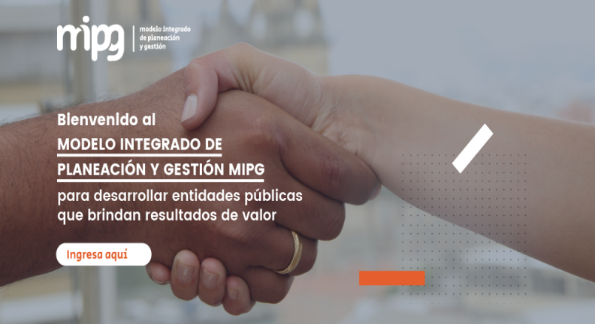 mipg
modelo integrado
de planeación
y gestión
Bienvenido al
MODELO INTEGRADO DE
PLANEACIÓN Y GESTIÓN MIPG
para desarrollar entidades públicas
que brindan resultados de valor
Ingresa aquí